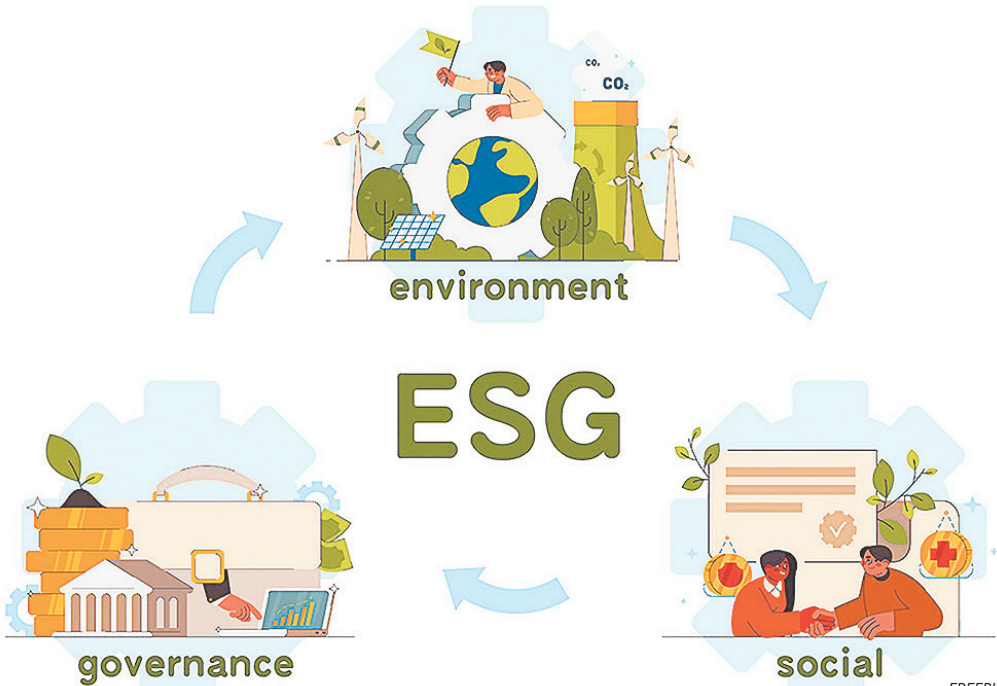 CO₂
CO₂
environment
ESG
governance
social